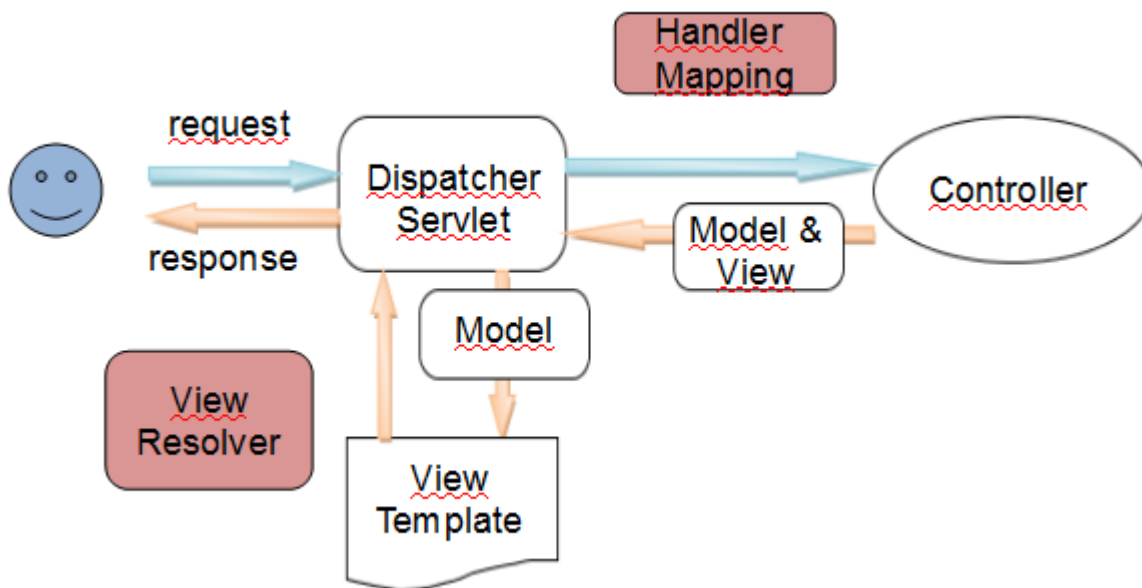 Handler
Mapping
request
Dispatcher
Servlet
Controller
response
Model &
View
Model
View
Resolver
View
Template